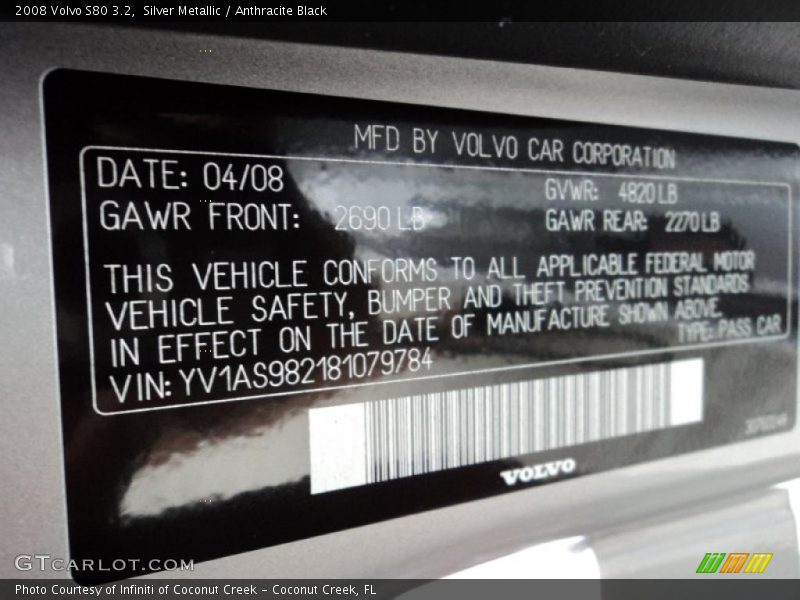 2008 Volvo S80 3.2, Silver Metallic / Anthracite Black
MFD BY VOLVO CAR CORPORATION
DATE: 04/08 GVWR: 4820 LB
GAWR FRONT: 2690 LB GAWR REAR: 2270 LB
THIS VEHICLE CONFORMS TO ALL APPLICABLE FEDERAL MOTOR
VEHICLE SAFETY, BUMPER AND THEFT PREVENTION STANDARDS
IN EFFECT ON THE DATE OF MANUFACTURE SHOWN ABOVE.
VIN: YV1AS982181079784 TYPE: PASS CAR
VOLVO
GTCARLOT.COM
Photo Courtesy of Infiniti of Coconut Creek – Coconut Creek, FL